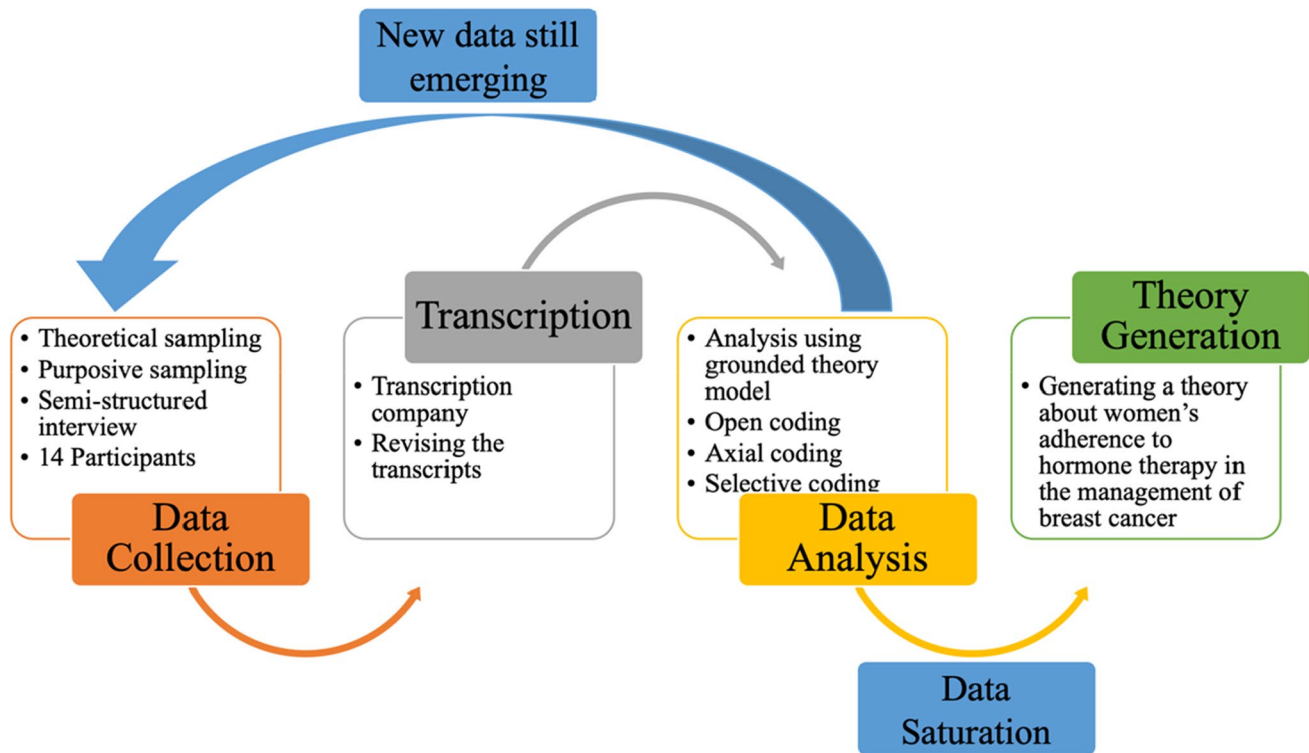 New data still
emerging
• Theoretical sampling
• Purposive sampling
• Semi-structured
interview
• 14 Participants
Data
Collection
Transcription
• Transcription
company
• Revising the
transcripts
• Analysis using
grounded theory
model
• Open coding
• Axial coding
• Selective coding
Data
Analysis
Theory
Generation
• Generating a theory
about women’s
adherence to
hormone therapy in
the management of
breast cancer
Data
Saturation